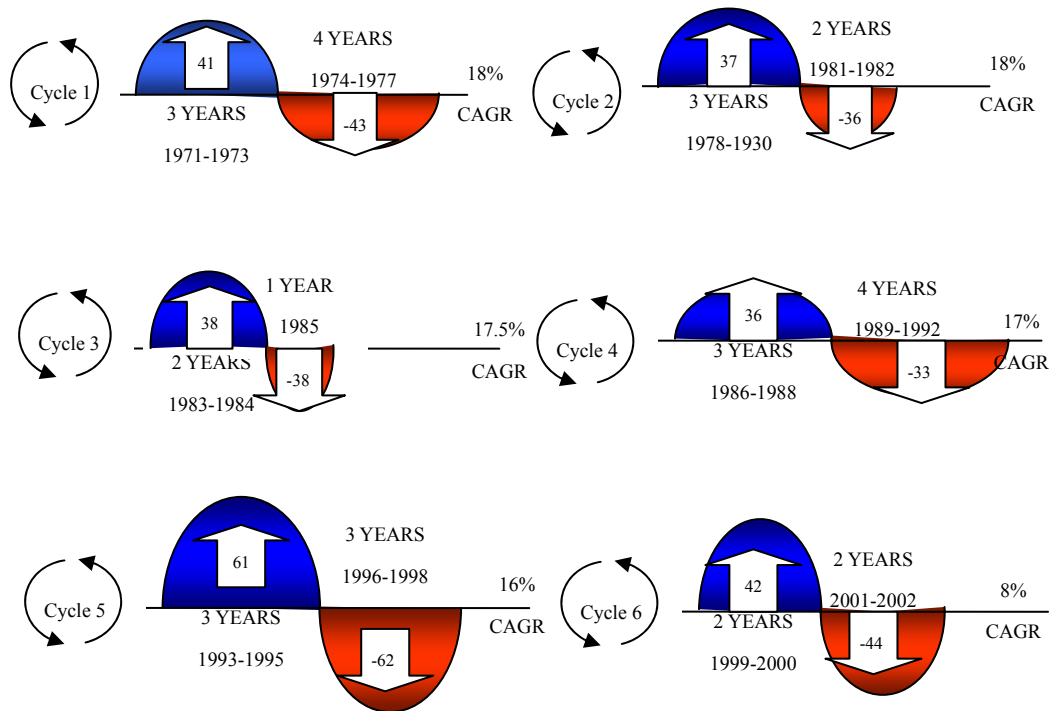 4 YEARS
41
1974-1977
18%
Cycle 1
3 YEARS
-43
CAGR
1971-1973
2 YEARS
37
1981-1982
18%
Cycle 2
3 YEARS
-36
CAGR
1978-1930
1 YEAR
38
1985
17.5%
Cycle 3
2 YEARS
-38
CAGR
1983-1984
4 YEARS
36
1989-1992
17%
Cycle 4
3 YEARS
-33
CAGR
1986-1988
3 YEARS
61
1996-1998
16%
Cycle 5
3 YEARS
CAGR
1993-1995
-62
2 YEARS
42
2001-2002
8%
Cycle 6
2 YEARS
-44
CAGR
1999-2000